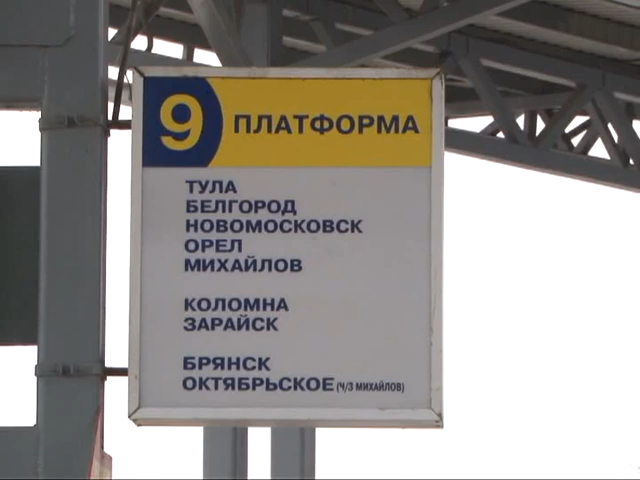 9 ПЛАТФОРМА
ТУЛА
БЕЛГОРОД
НОВОМОСКОВСК
ОРЕЛ
МИХАЙЛОВ
КОЛОМНА
ЗАРАЙСК
БРЯНСК
ОКТЯБРЬСКОЕ (Ч/З МИХАЙЛОВ)